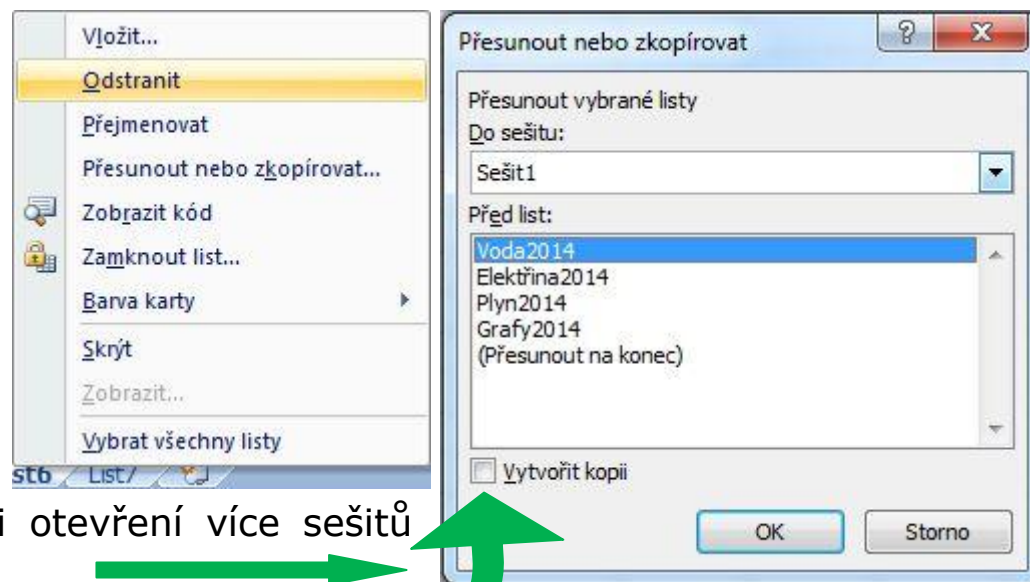 Vložit...
Odstranit
Přejmenovat
Přesunout nebo zkopírovat...
Zobrazit kód
Zamknout list...
Barva karty
Skrýt
Zobrazit...
Vybrat všechny listy
st6 List7
i otevření více sešitů
Přesunout nebo zkopírovat
Přesunout vybrané listy
Do sešitu:
Sešit1
Před list:
Voda2014
Elektřina2014
Plyn2014
Grafy2014
(Přesunout na konec)
Vytvořit kopii
OK Storno